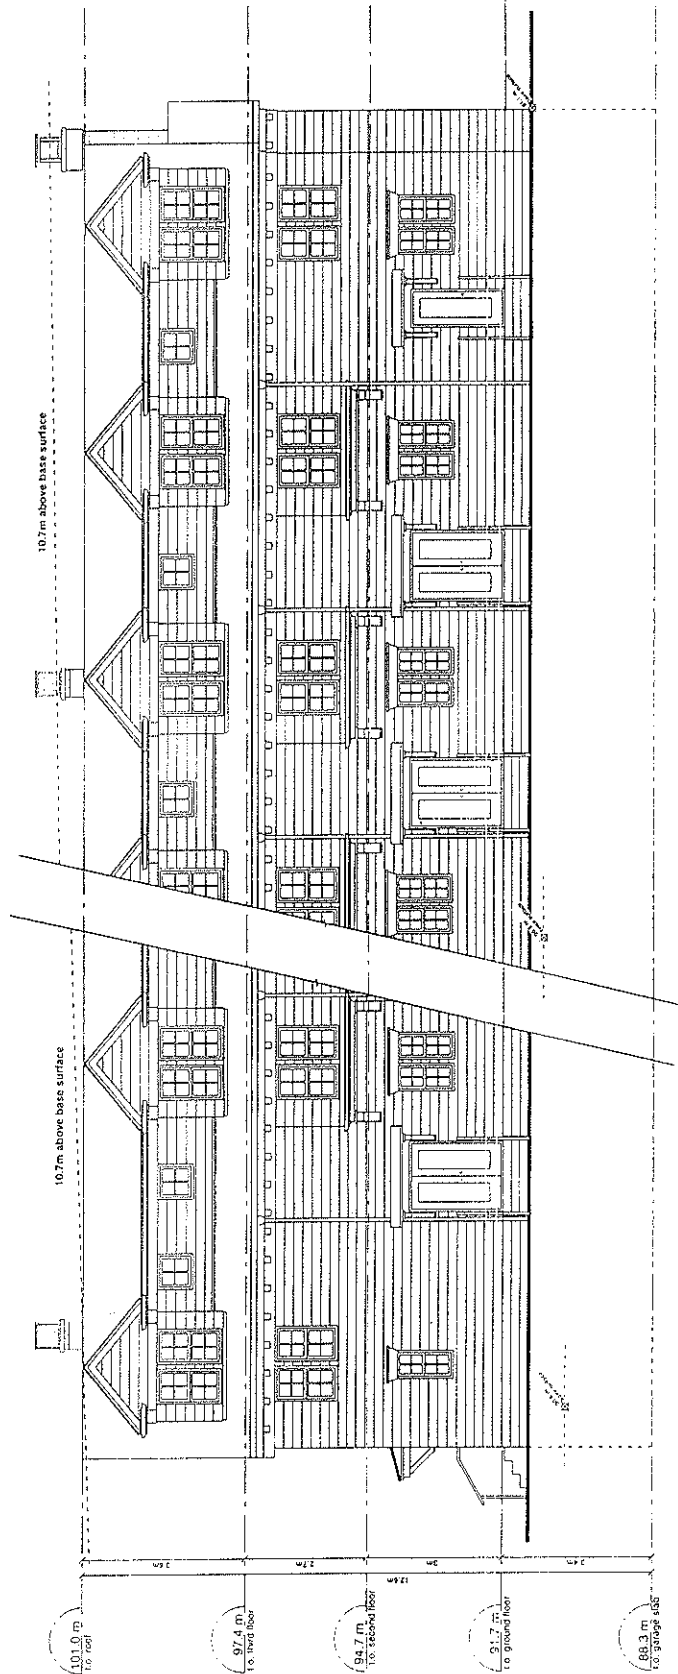 10.7m above base surface
10.7m above base surface
101.0 m
t.o. roof
97.4 m
t.o. third floor
94.7 m
t.o. second floor
91.7 m
t.o. ground floor
88.3 m
t.o. garage slab
3.6m
2.7m
3m
3.4m
12.6m